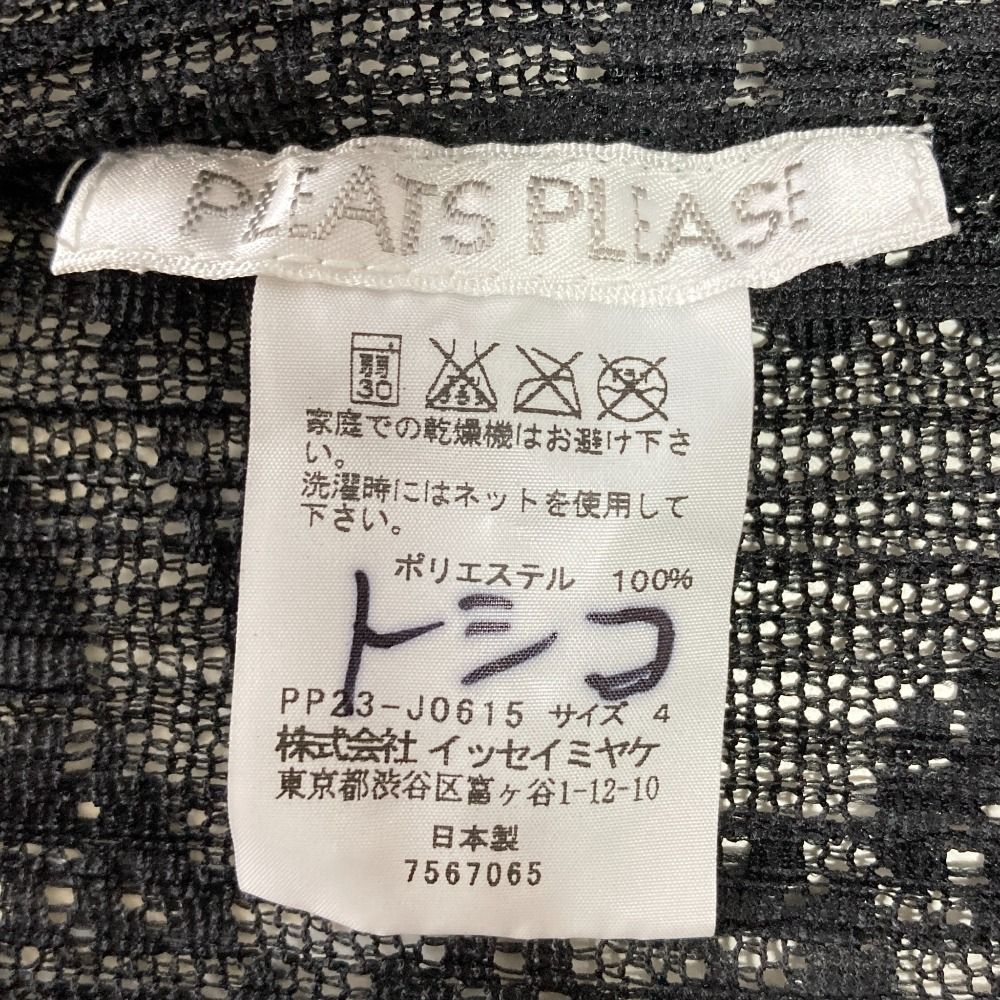 PLEATS PLEASE
弱
30
家庭での乾燥機はお避け下さ
い。
洗濯時にはネットを使用して
下さい。
ポリエステル 100%
トシコ
PP23-J0615 サイズ 4
株式会社 イッセイミヤケ
東京都渋谷区富ヶ谷1-12-10
日本製
7567065